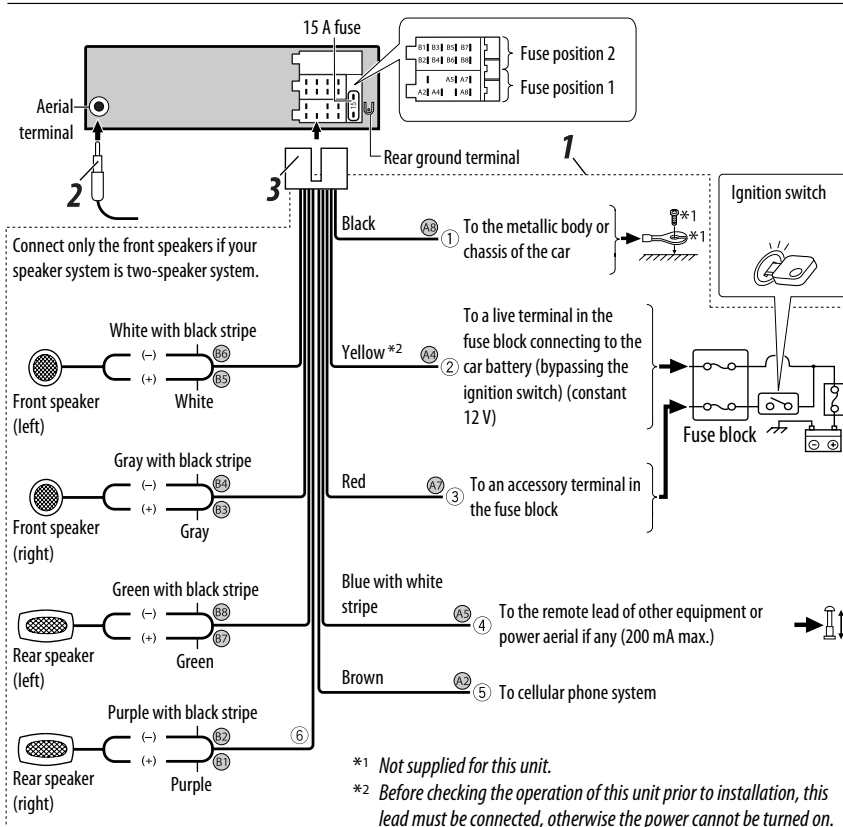 15 A fuse
B1 B3 B5 B7
B2 B4 B6 B8
A5 A7
A2 A4 A8
Fuse position 2
Fuse position 1
15
Aerial
terminal
Rear ground terminal
1
2
3
Ignition switch
Connect only the front speakers if your
speaker system is two-speaker system.
Black
A8
1 To the metallic body or
chassis of the car
*1
*1
White with black stripe
(–) B6
(+) B5
White
Front speaker
(left)
Yellow *2
A4
2 To a live terminal in the
fuse block connecting to the
car battery (bypassing the
ignition switch) (constant
12 V)
Fuse block
Gray with black stripe
(–) B4
(+) B3
Gray
Front speaker
(right)
Red
A7
3 To an accessory terminal in
the fuse block
Green with black stripe
(–) B8
(+) B7
Green
Rear speaker
(left)
Blue with white
stripe
A5
4 To the remote lead of other equipment or
power aerial if any (200 mA max.)
Brown
A2
5 To cellular phone system
Purple with black stripe
(–) B2
(+) B1
Purple
6
Rear speaker
(right)
*1 Not supplied for this unit.
*2 Before checking the operation of this unit prior to installation, this
lead must be connected, otherwise the power cannot be turned on.